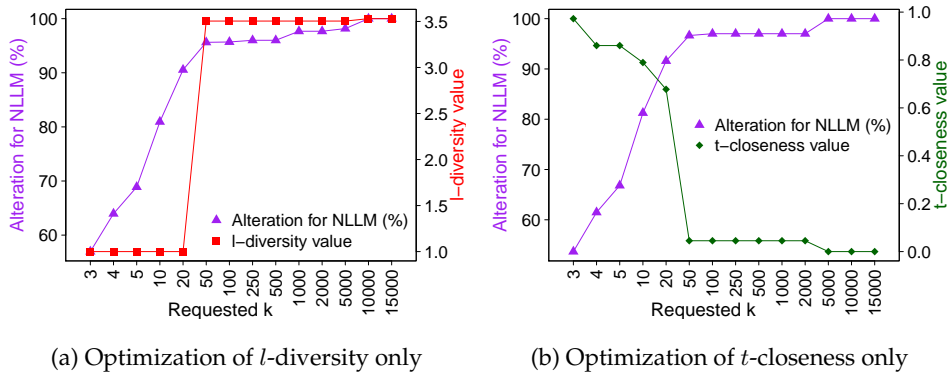 100
90
80
70
60
Alteration for NLLM (%)
3.5
3.0
2.5
2.0
1.5
1.0
l−diversity value
Alteration for NLLM (%)
l−diversity value
3 4 5 10 20 50 100 250 500 1000 2000 5000 10000 15000
Requested k
(a) Optimization of l-diversity only
100
90
80
70
60
Alteration for NLLM (%)
1.0
0.8
0.6
0.4
0.2
0.0
t−closeness value
Alteration for NLLM (%)
t−closeness value
3 4 5 10 20 50 100 250 500 1000 2000 5000 10000 15000
Requested k
(b) Optimization of t-closeness only